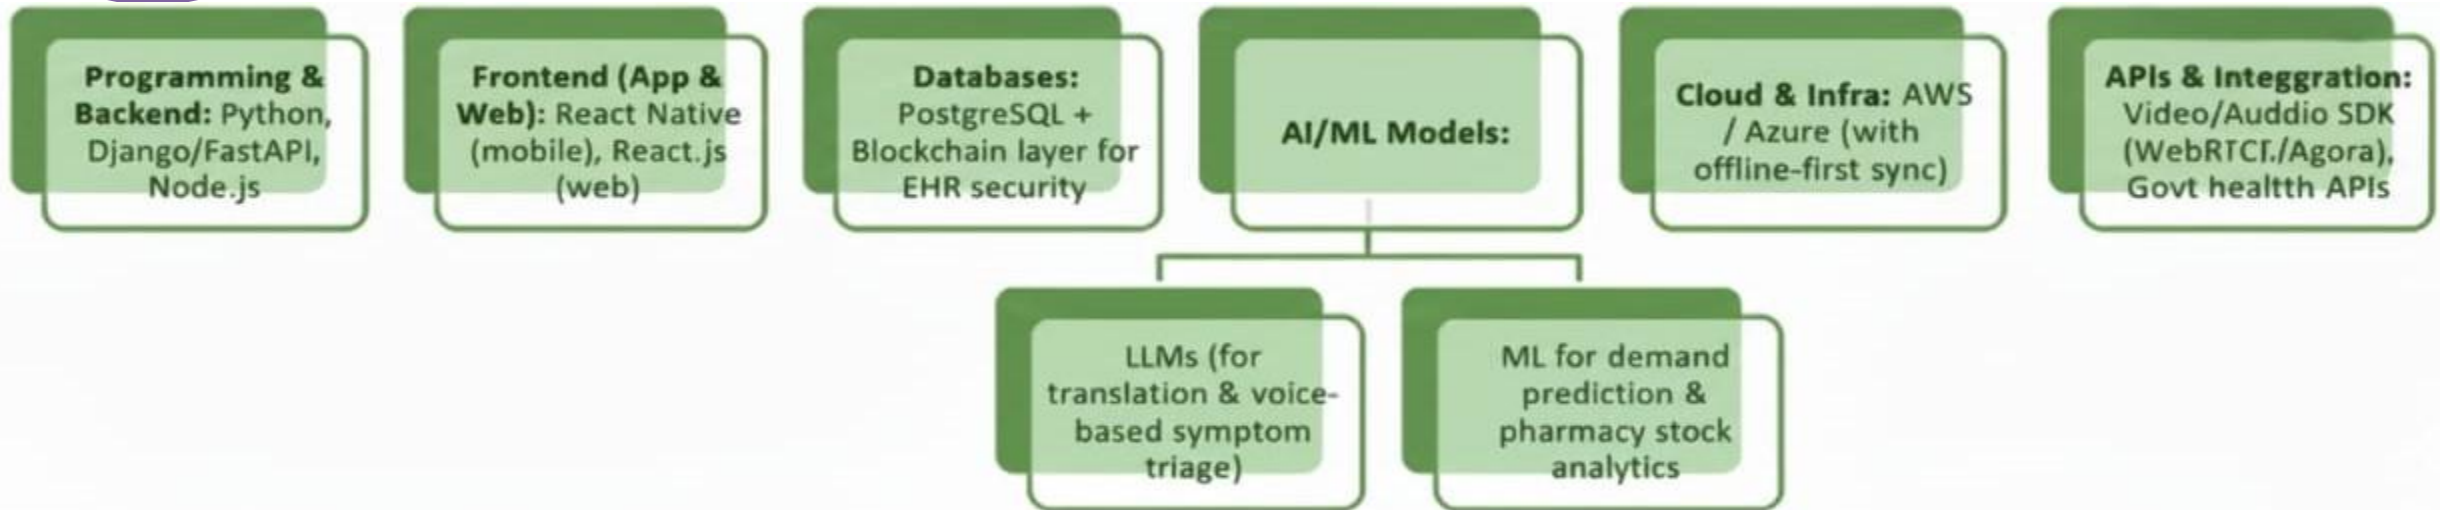 Programming &
Backend: Python,
Django/FastAPI,
Node.js
Frontend (App &
Web): React Native
(mobile), React.js
(web)
Databases:
PostgreSQL +
Blockchain layer for
EHR security
AI/ML Models:
Cloud & Infra: AWS
/ Azure (with
offline-first sync)
APIs & Integgration:
Video/Auddio SDK
Govt healtth APIs
LLMs (for
translation & voice-
based symptom
triage)
ML for demand
prediction &
pharmacy stock
analytics